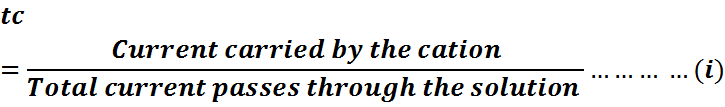 tc
= Current carried by the cation / Total current passes through the solution ... ... ... ... (i)